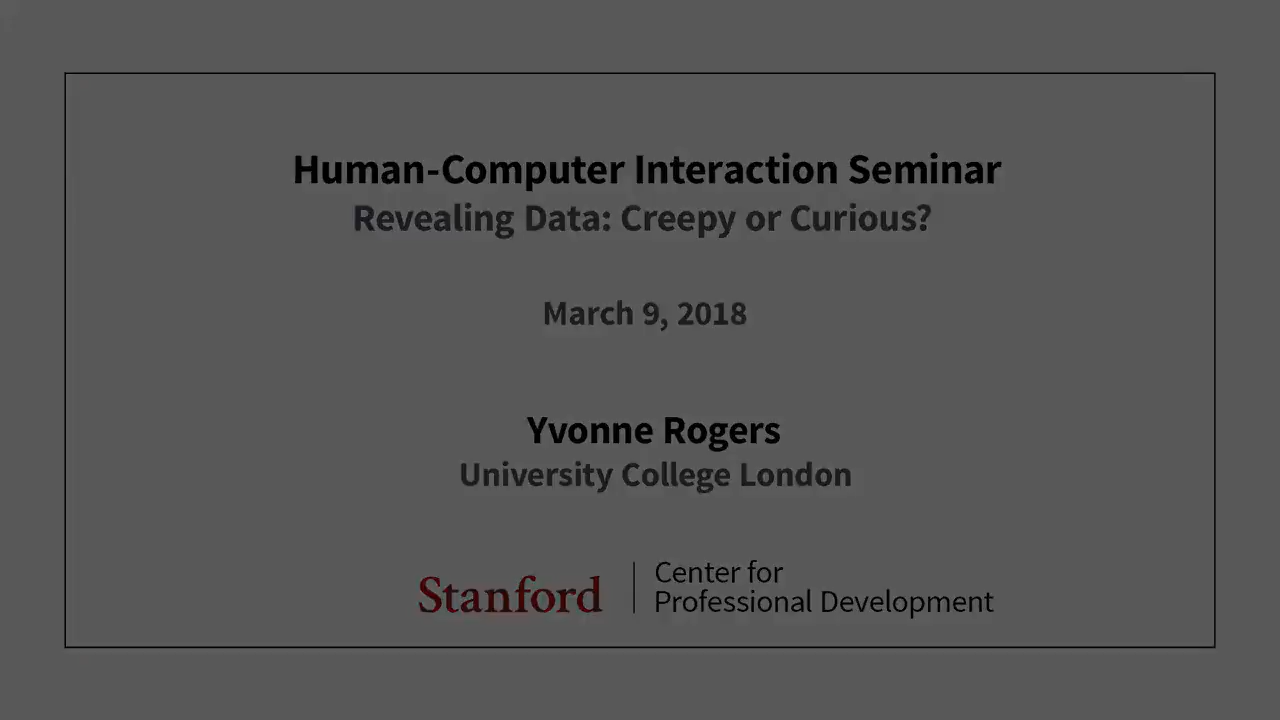 Human-Computer Interaction Seminar
Revealing Data: Creepy or Curious?
March 9, 2018
Yvonne Rogers
University College London
Stanford
Center for
Professional Development